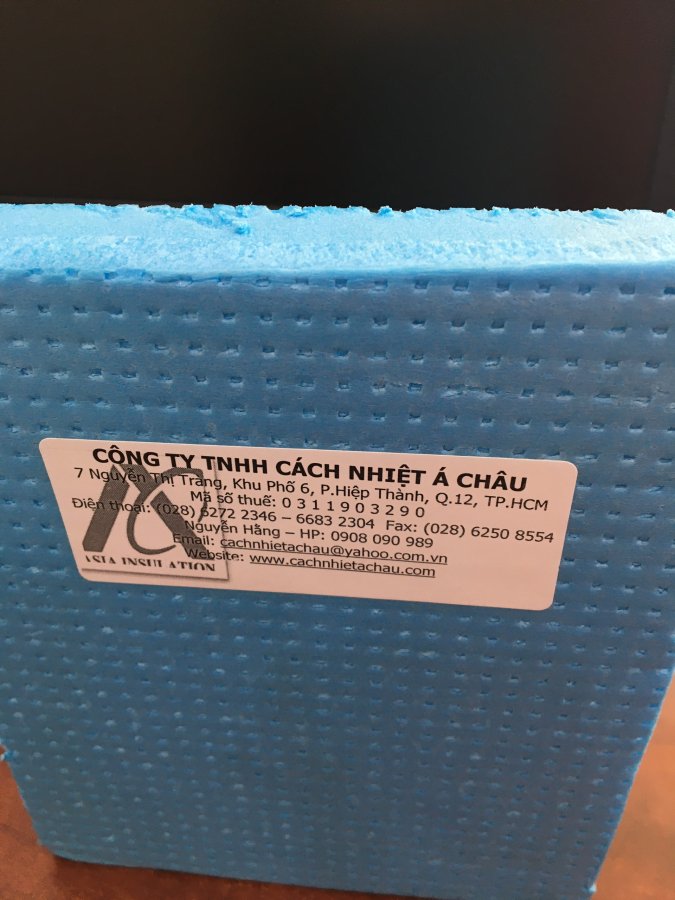 CÔNG TY TNHH CÁCH NHIỆT Á CHÂU
7 Nguyễn Thị Tràng, Khu Phố 6, P.Hiệp Thành, Q.12, TP.HCM
Mã số thuế: 0 3 1 1 9 0 3 2 9 0
Điện thoại: (028) 6272 2346 – 6683 2304 Fax: (028) 6250 8554
Nguyễn Hằng – HP: 0908 090 989
Email: cachnhietachau@yahoo.com.vn
Website: www.cachnhietachau.com
ASIA INSULATION